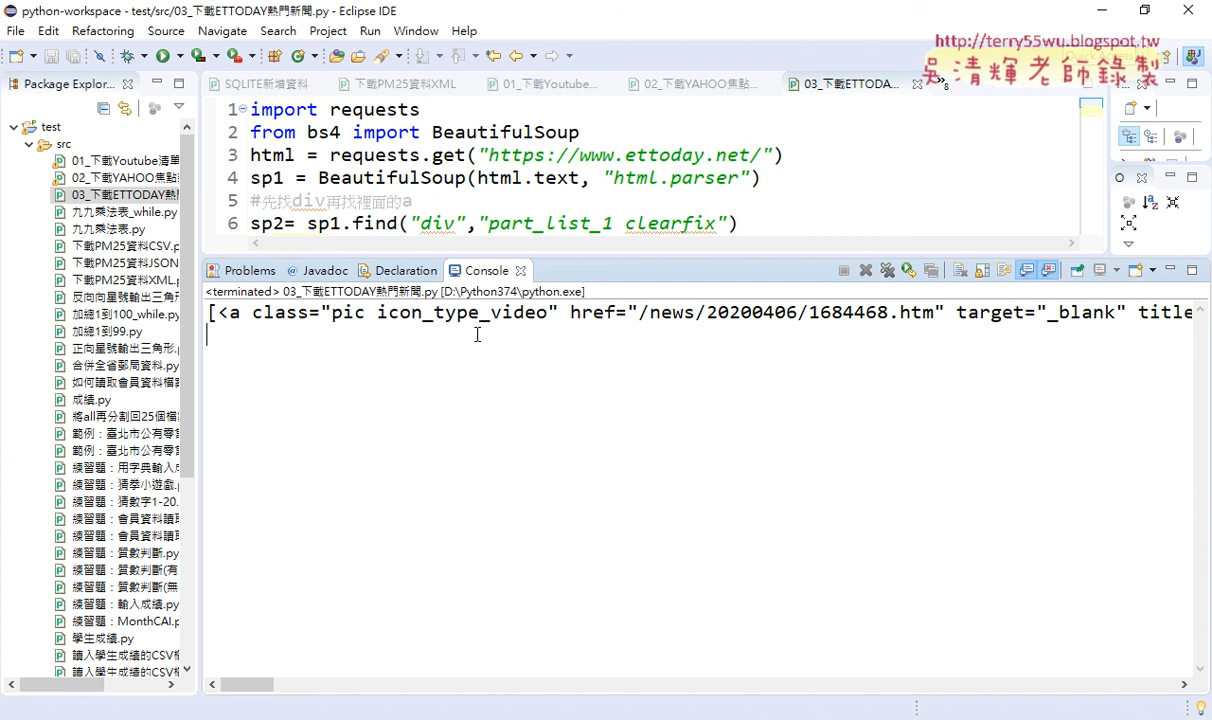 python-workspace - test/src/03_下載ETTODAY熱門新聞.py - Eclipse IDE
File Edit Refactoring Source Navigate Search Project Run Window Help
http://terry55wu.blogspot.tw
吳清輝老師錄製
Package Explor...
SQLITE新增資料
下載PM25資料XML
01_下載Youtube...
02_下載YAHOO焦點...
03_下載ETTODA...
8
test
src
01_下載Youtube清單
02_下載YAHOO焦點
03_下載ETTODAY熱
九九乘法表_while.py
九九乘法表.py
下載PM25資料CSV.p
下載PM25資料JSON
下載PM25資料XML.
反向向星號輸出三角形
加總1到100_while.py
加總1到99.py
正向星號輸出三角形.
合併全省郵局資料.py
如何讀取會員資料檔案
成績.py
將all再分割回25個檔案
範例：臺北市公有零售
範例：臺北市公有零售
練習題：用字典輸入成
練習題：猜拳小遊戲.
練習題：猜數字1-20.
練習題：會員資料讀取
練習題：會員資料讀取
練習題：質數判斷.py
練習題：質數判斷(有
練習題：質數判斷(無
練習題：輸入成績.py
練習題：MonthCAI.p
學生成績.py
讀入學生成績的CSV檔
讀入學生成績的CSV檔
1 import requests
2 from bs4 import BeautifulSoup
3 html = requests.get("https://www.ettoday.net/")
4 sp1 = BeautifulSoup(html.text, "html.parser")
5 #先找div再找裡面的a
6 sp2= sp1.find("div","part_list_1 clearfix")
Problems @ Javadoc Declaration Console
<terminated> 03_下載ETTODAY熱門新聞.py [D:\Python374\python.exe]
[<a class="pic icon_type_video" href="/news/20200406/1684468.htm" target="_blank" title